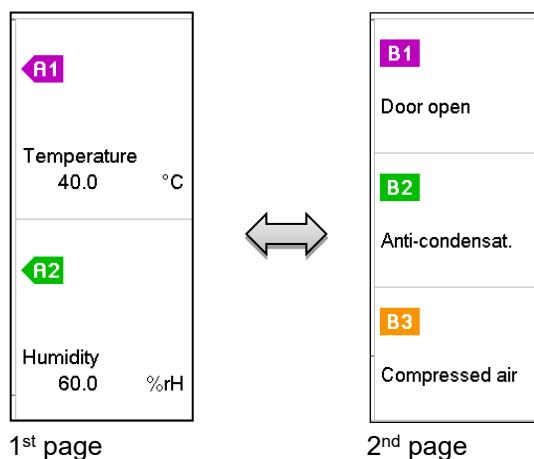 A1
Temperature
40.0 °C
A2
Humidity
60.0 %rH
1st page
B1
Door open
B2
Anti-condensat.
B3
Compressed air
2nd page